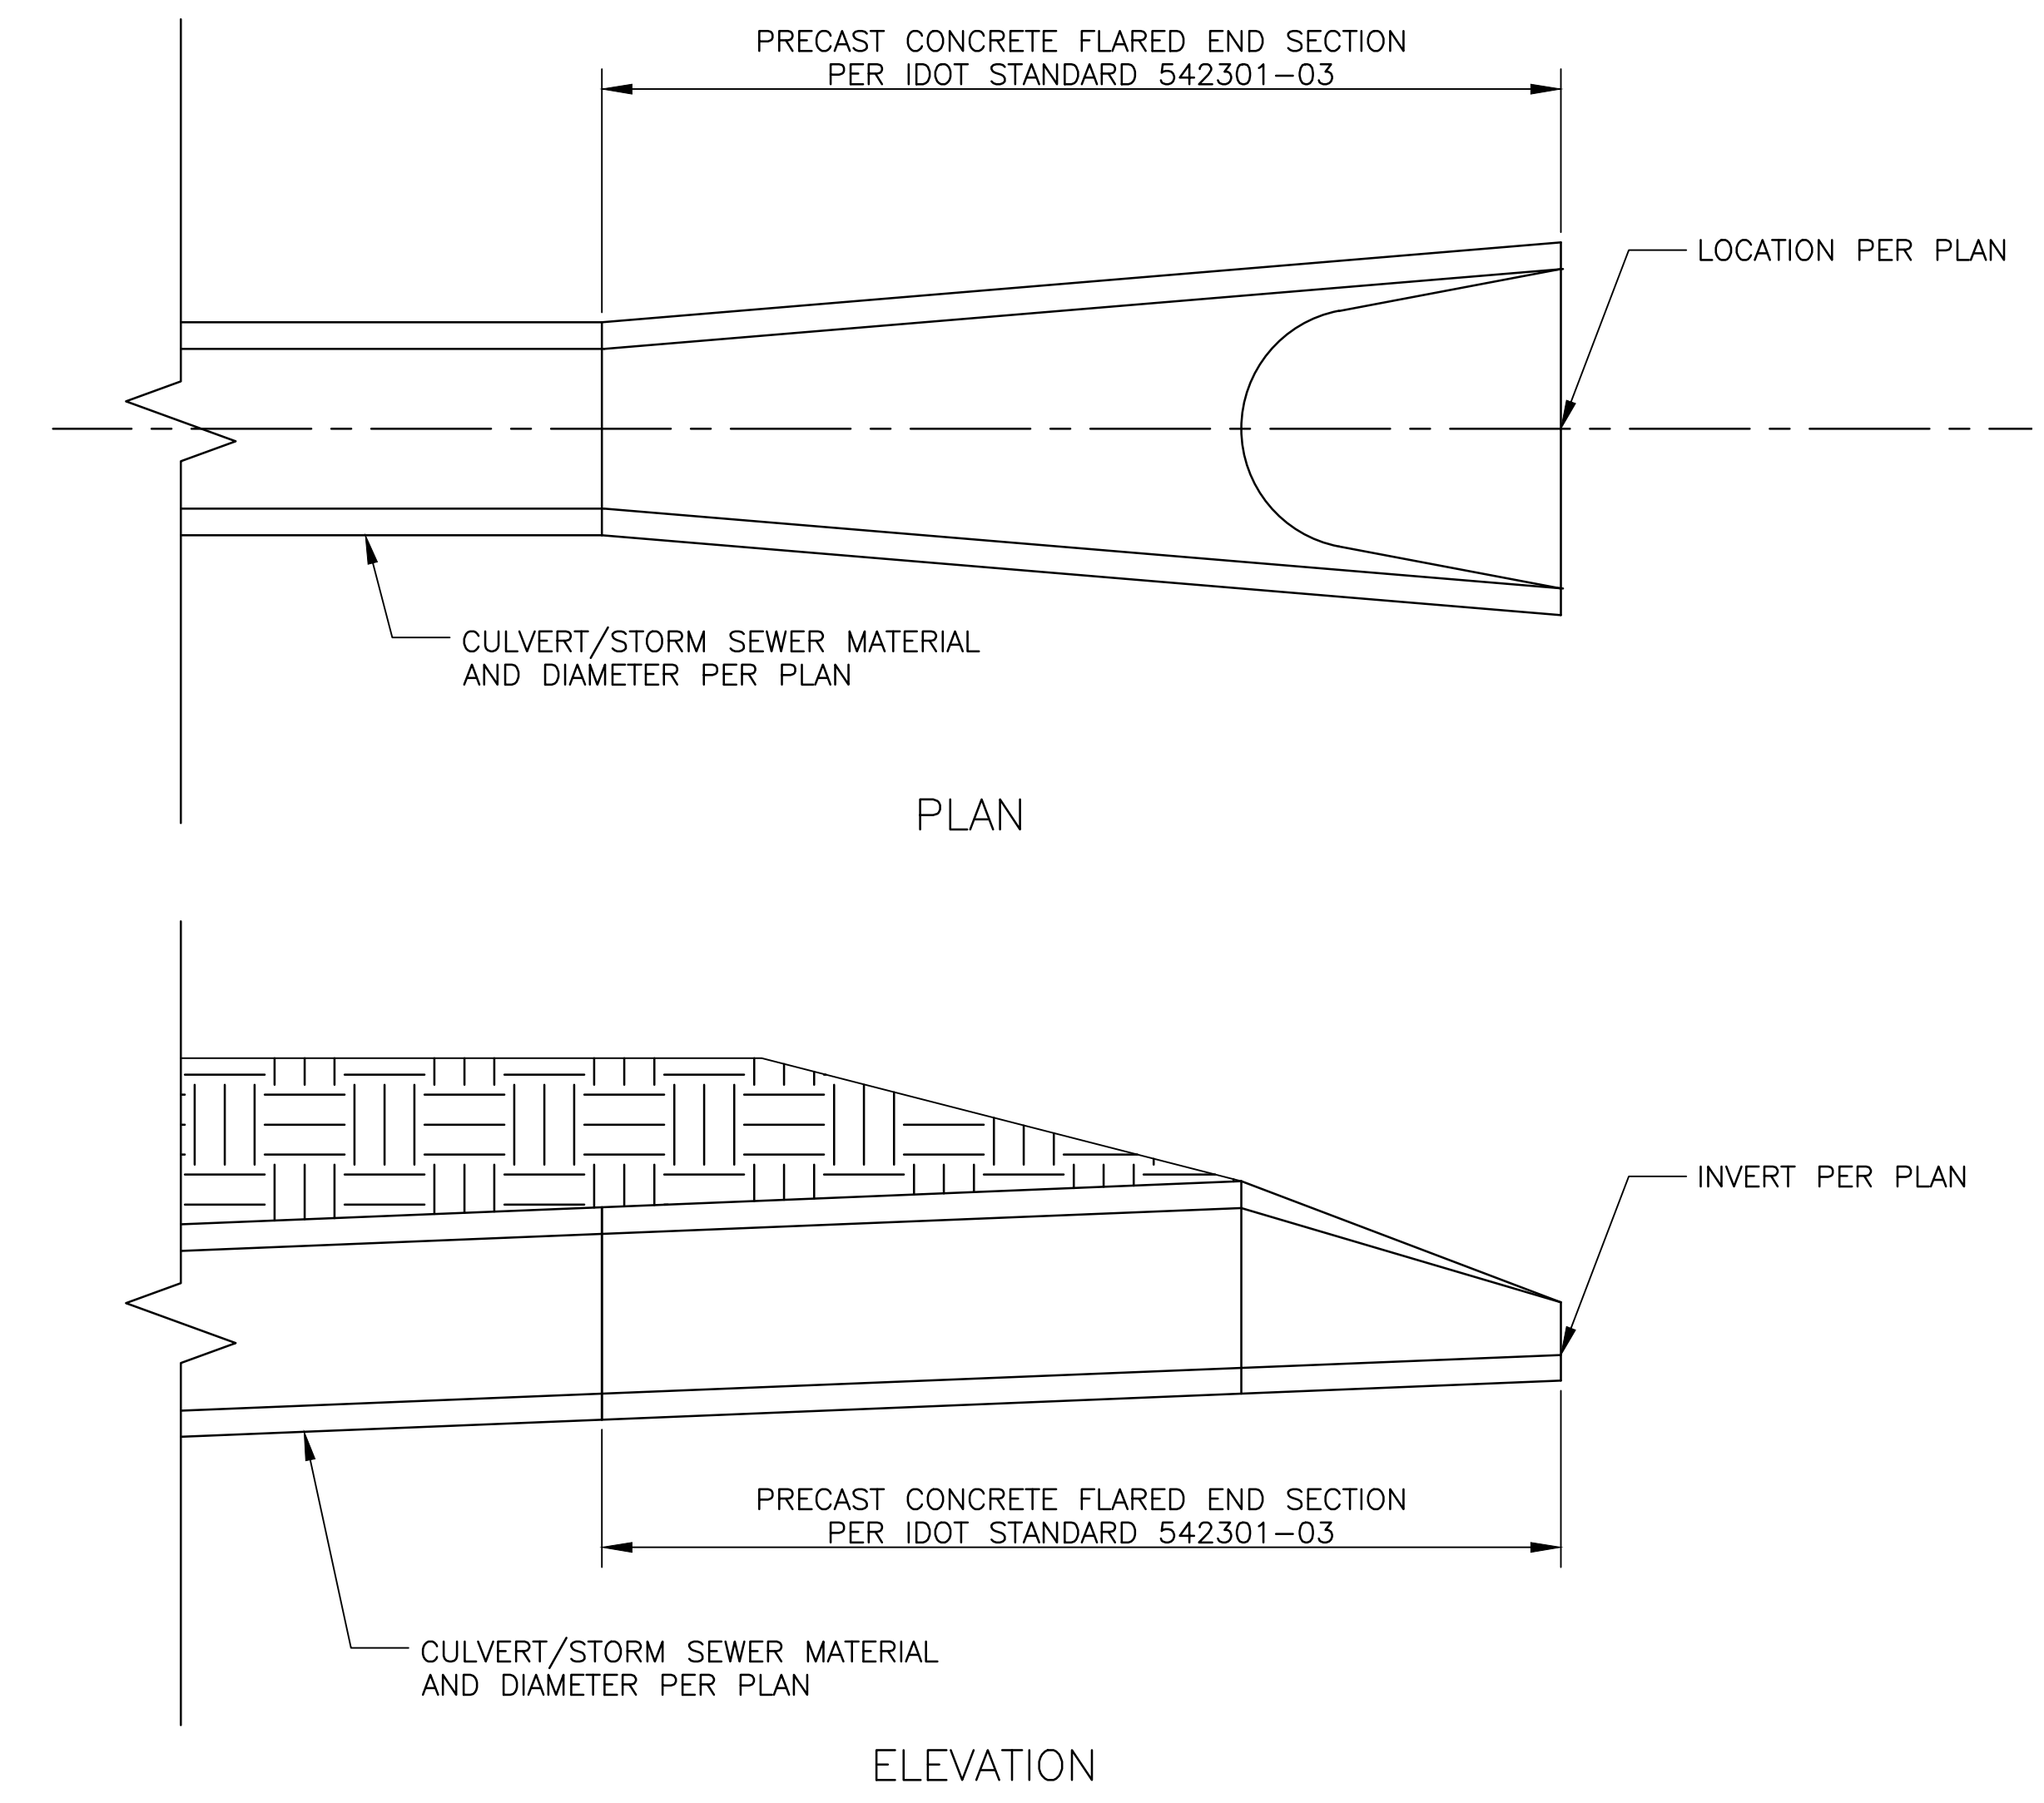 PRECAST CONCRETE FLARED END SECTION
PER IDOT STANDARD 542301-03
LOCATION PER PLAN
CULVERT/STORM SEWER MATERIAL
AND DIAMETER PER PLAN
PLAN
INVERT PER PLAN
PRECAST CONCRETE FLARED END SECTION
PER IDOT STANDARD 542301-03
CULVERT/STORM SEWER MATERIAL
AND DIAMETER PER PLAN
ELEVATION